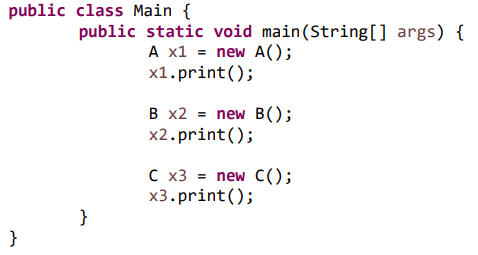 public class Main {
public static void main(String[] args) {
A x1 = new A();
x1.print();
B x2 = new B();
x2.print();
C x3 = new C();
x3.print();
}
}